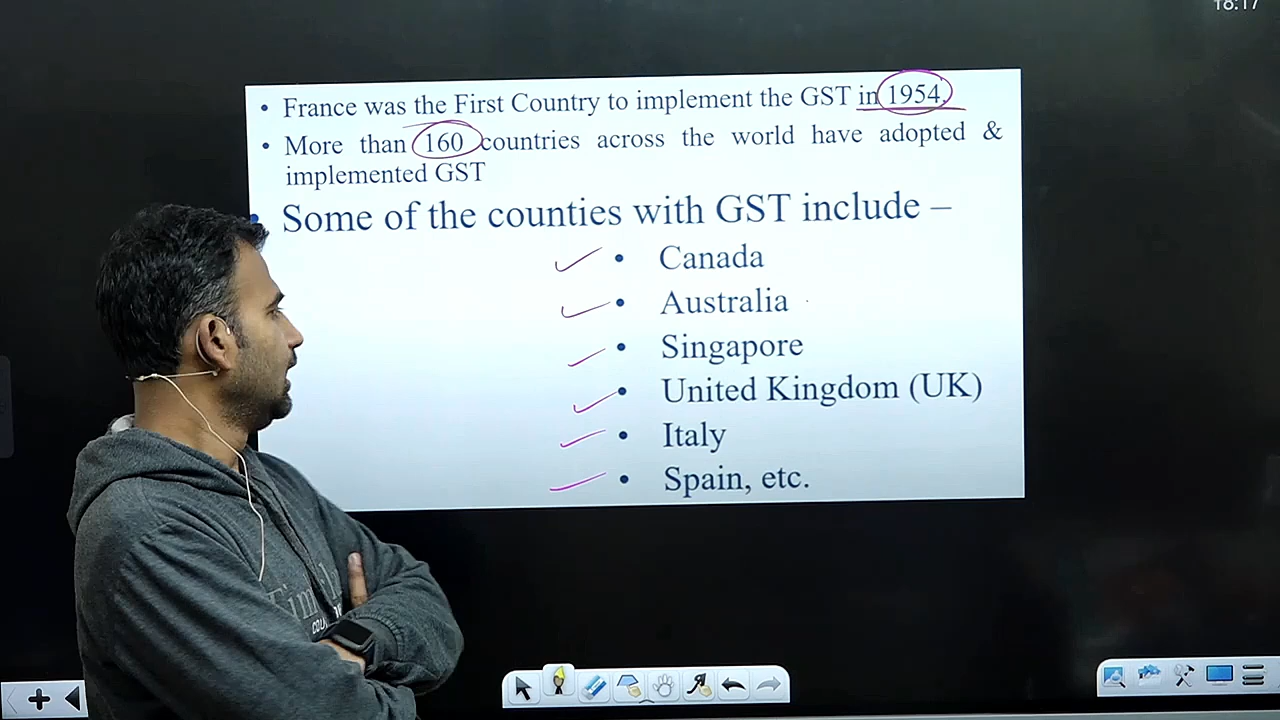 18:17
• France was the First Country to implement the GST in 1954.
• More than 160 countries across the world have adopted &
implemented GST
• Some of the counties with GST include –
• Canada
• Australia
• Singapore
• United Kingdom (UK)
• Italy
• Spain, etc.